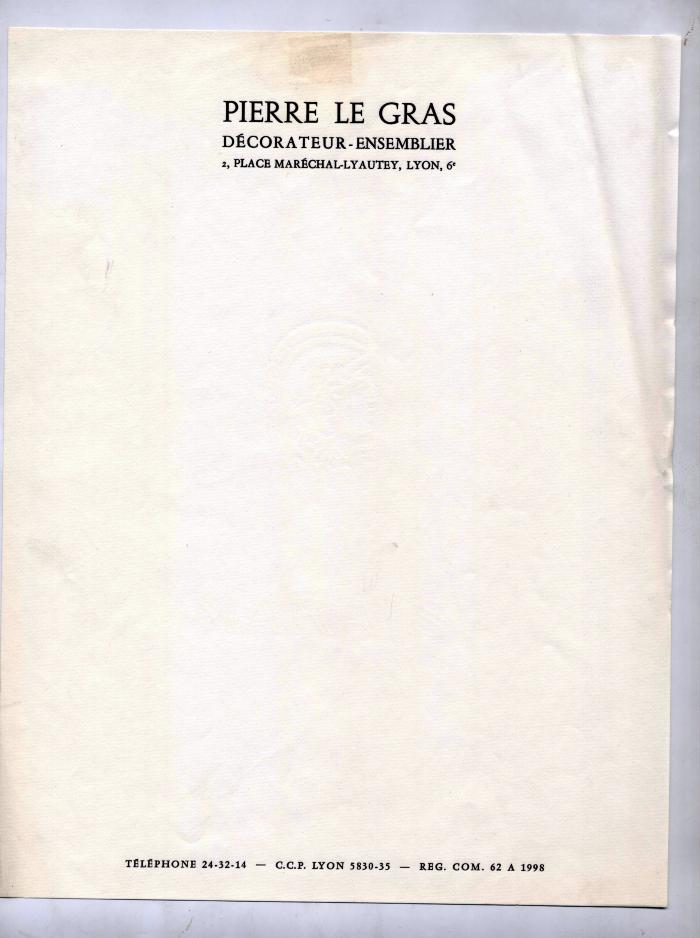 PIERRE LE GRAS
DÉCORATEUR-ENSEMBLIER
2, PLACE MARÉCHAL-LYAUTEY, LYON, 6ᵉ
TÉLÉPHONE 24-32-14 — C.C.P. LYON 5830-35 — REG. COM. 62 A 1998